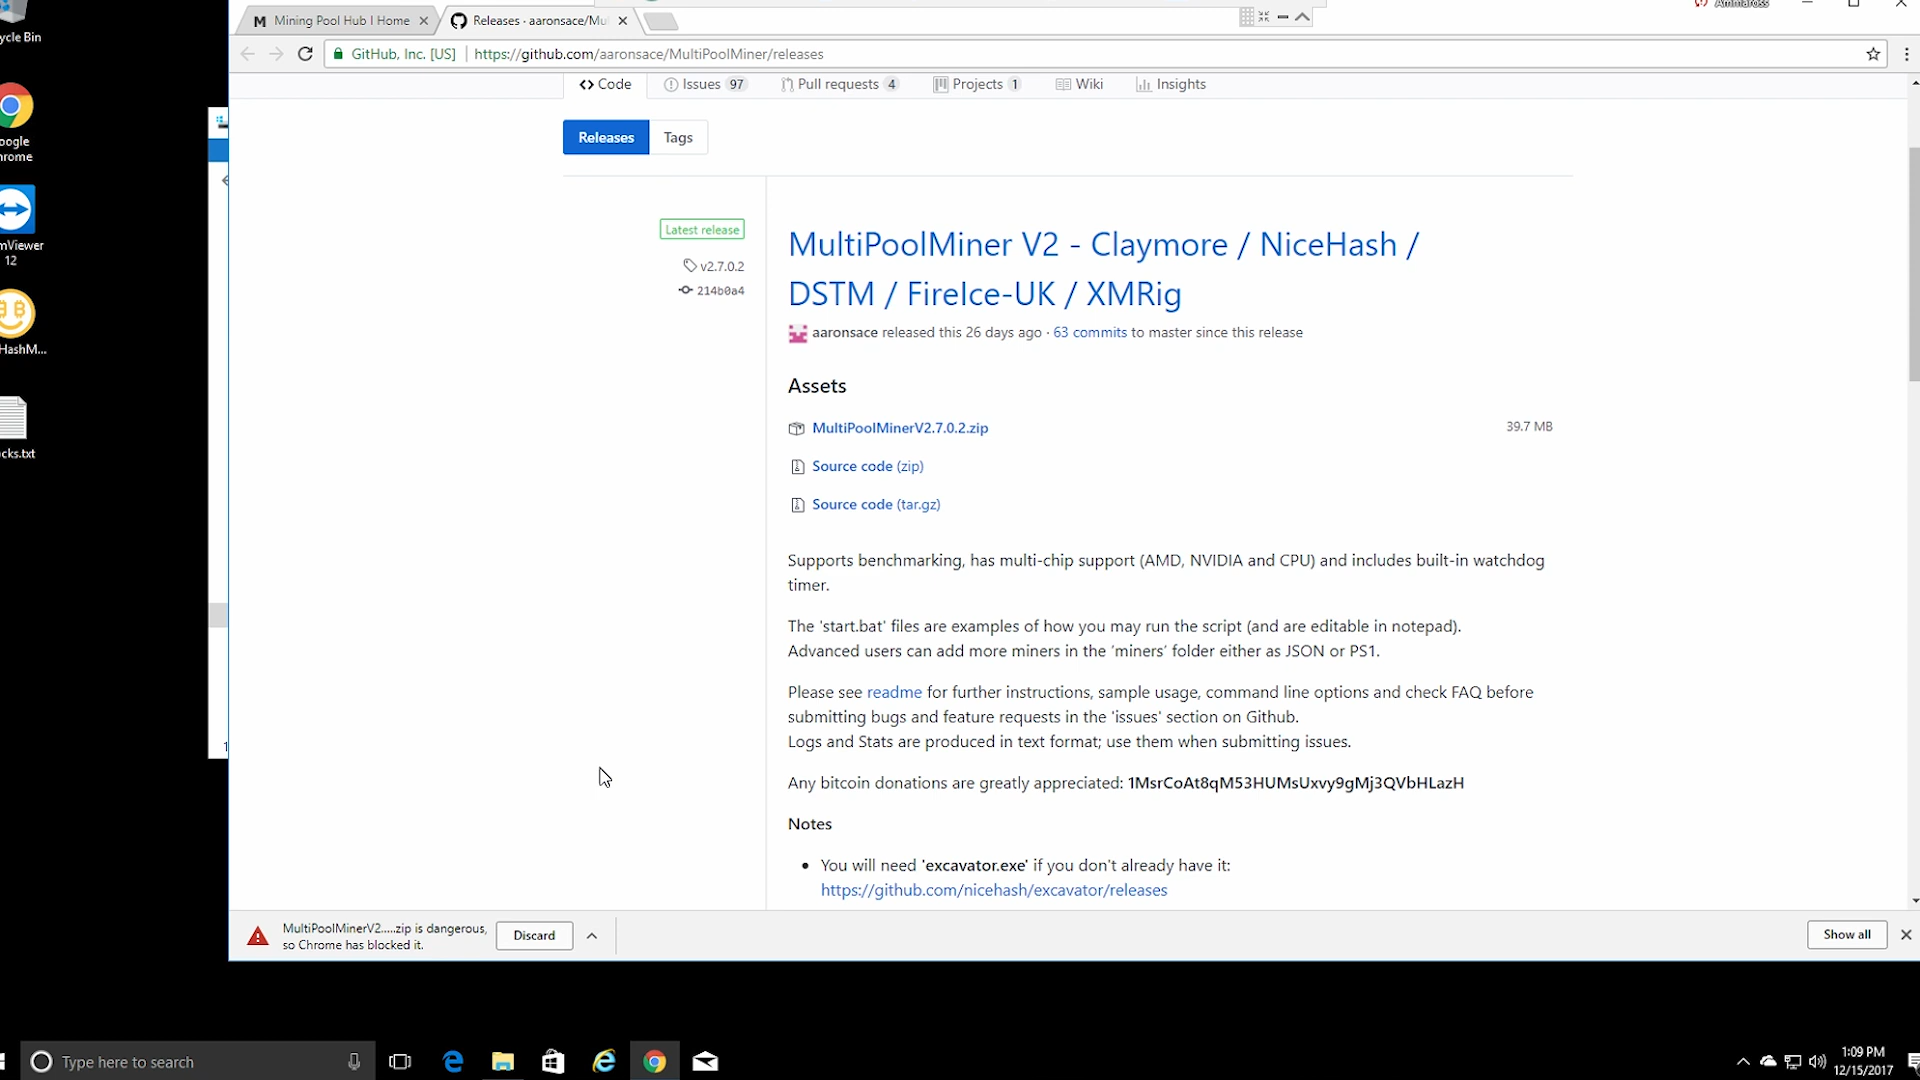 Mining Pool Hub | Home
Releases · aaronsace/Mu
GitHub, Inc. [US] https://github.com/aaronsace/MultiPoolMiner/releases
Code Issues 97 Pull requests 4 Projects 1 Wiki Insights
Releases Tags
Latest release
v2.7.0.2
214b0a4
MultiPoolMiner V2 - Claymore / NiceHash /
DSTM / FireIce-UK / XMRig
aaronsace released this 26 days ago · 63 commits to master since this release
Assets
MultiPoolMinerV2.7.0.2.zip 39.7 MB
Source code (zip)
Source code (tar.gz)
Supports benchmarking, has multi-chip support (AMD, NVIDIA and CPU) and includes built-in watchdog
timer.
The 'start.bat' files are examples of how you may run the script (and are editable in notepad).
Advanced users can add more miners in the 'miners' folder either as JSON or PS1.
Please see readme for further instructions, sample usage, command line options and check FAQ before
submitting bugs and feature requests in the 'issues' section on Github.
Logs and Stats are produced in text format; use them when submitting issues.
Any bitcoin donations are greatly appreciated: 1MsrCoAt8qM53HUMsUxvy9gMj3QVbHLazH
Notes
You will need 'excavator.exe' if you don't already have it:
https://github.com/nicehash/excavator/releases
MultiPoolMinerV2.....zip is dangerous,
so Chrome has blocked it.
Discard
Show all
ycle Bin
oogle
hrome
mViewer
12
HashM...
cks.txt
Type here to search
1:09 PM
12/15/2017